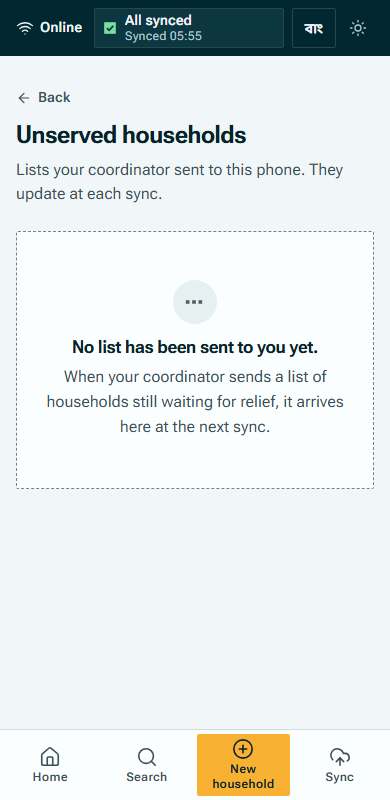 Online
All synced
Synced 05:55
বাং
Back
Unserved households
Lists your coordinator sent to this phone. They
update at each sync.
No list has been sent to you yet.
When your coordinator sends a list of
households still waiting for relief, it arrives
here at the next sync.
Home
Search
New
household
Sync